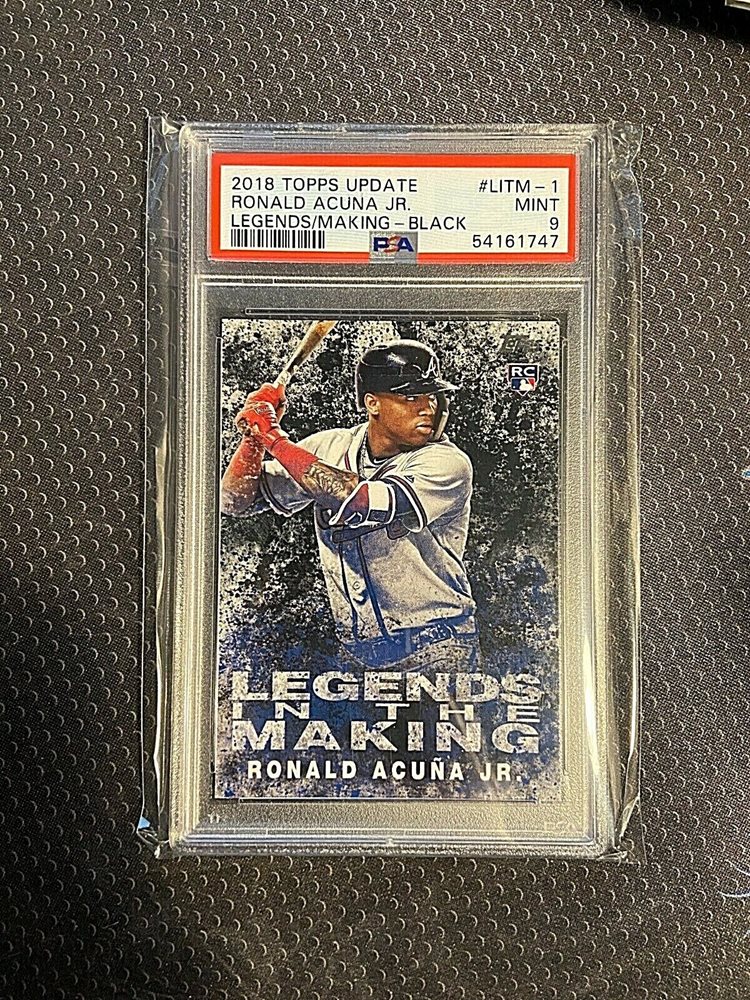 2018 TOPPS UPDATE #LITM-1
RONALD ACUNA JR. MINT
LEGENDS/MAKING-BLACK 9
PSA 54161747
RC
LEGENDS
IN THE
MAKING
RONALD ACUÑA JR.